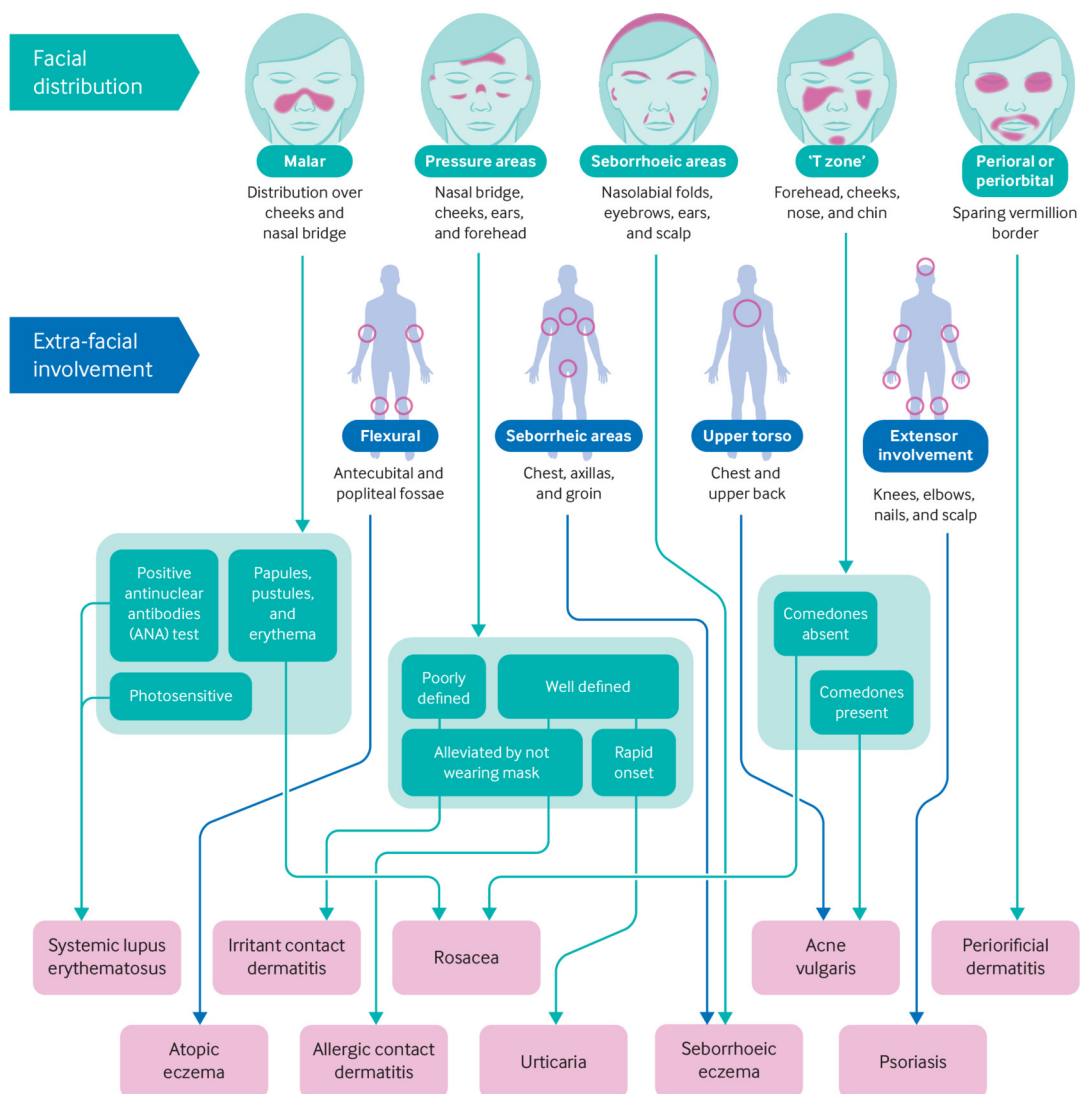 Facial
distribution
Malar
Distribution over
cheeks and
nasal bridge
Pressure areas
Nasal bridge,
cheeks, ears,
and forehead
Seborrhoeic areas
Nasolabial folds,
eyebrows, ears,
and scalp
‘T zone’
Forehead, cheeks,
nose, and chin
Perioral or
periorbital
Sparing vermillion
border
Extra-facial
involvement
Flexural
Antecubital and
popliteal fossae
Seborrheic areas
Chest, axillas,
and groin
Upper torso
Chest and
upper back
Extensor
involvement
Knees, elbows,
nails, and scalp
Positive
antinuclear
antibodies
(ANA) test
Papules,
pustules,
and
erythema
Photosensitive
Poorly
defined
Well defined
Alleviated by not
wearing mask
Rapid
onset
Comedones
absent
Comedones
present
Systemic lupus
erythematosus
Irritant contact
dermatitis
Rosacea
Acne
vulgaris
Periorificial
dermatitis
Atopic
eczema
Allergic contact
dermatitis
Urticaria
Seborrhoeic
eczema
Psoriasis